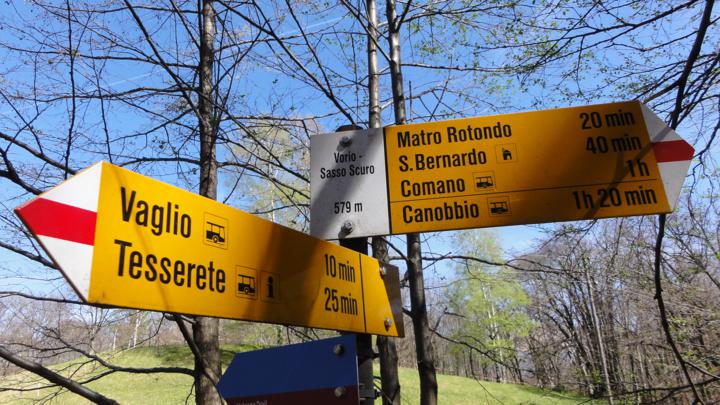 Vorio -
Sasso Scuro
579 m
Matro Rotondo 20 min
S. Bernardo 40 min
Comano 1h
Canobbio 1h 20 min
Vaglio 10 min
Tesserete i 25 min